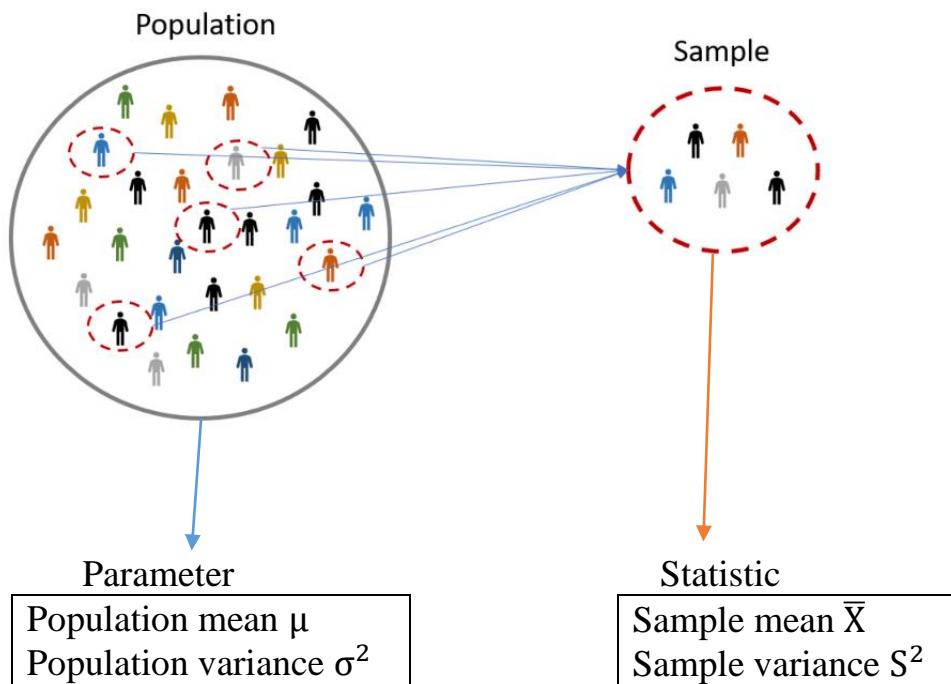 Population
Sample
Parameter
Population mean μ
Population variance σ²
Statistic
Sample mean X̅
Sample variance S²